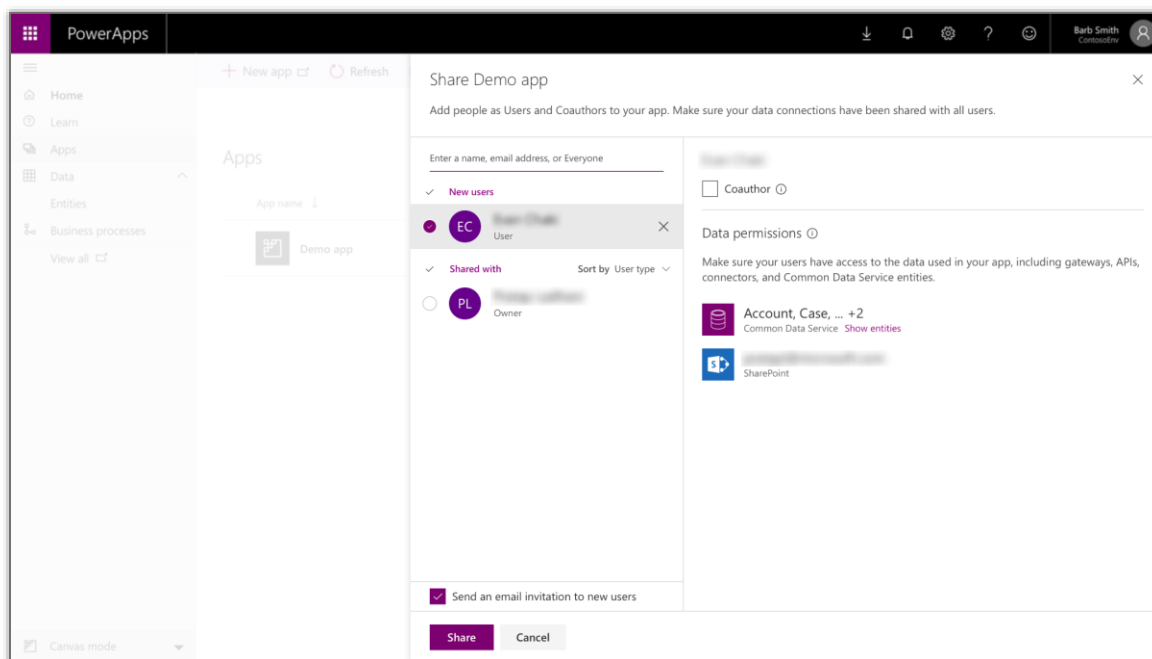 PowerApps
Barb Smith
ContosoEnv
Home
Learn
Apps
Data
Entities
Business processes
View all
Canvas mode
New app
Refresh
Apps
App name
Demo app
Share Demo app
Add people as Users and Coauthors to your app. Make sure your data connections have been shared with all users.
Enter a name, email address, or Everyone
New users
EC
User
Shared with
Sort by User type
PL
Owner
Send an email invitation to new users
Share
Cancel
Coauthor
Data permissions
Make sure your users have access to the data used in your app, including gateways, APIs,
connectors, and Common Data Service entities.
Account, Case, ... +2
Common Data Service Show entities
SharePoint